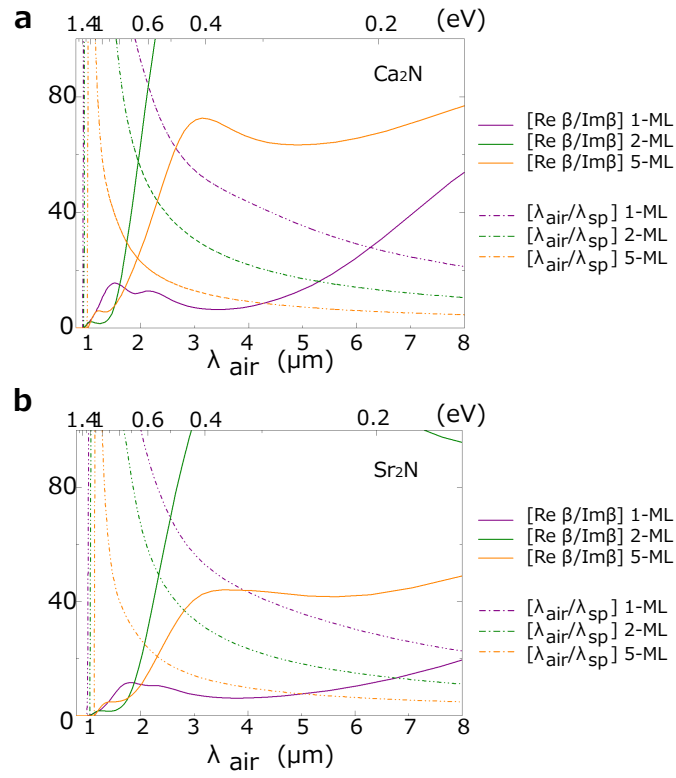 a
1.4 1 0.6 0.4 0.2 (eV)
Ca₂N
80
40
0
1 2 3 4 5 6 7 8
λ air (μm)
[Re β/Imβ] 1-ML
[Re β/Imβ] 2-ML
[Re β/Imβ] 5-ML
[λair/λsp] 1-ML
[λair/λsp] 2-ML
[λair/λsp] 5-ML
b
1.4 1 0.6 0.4 0.2 (eV)
Sr₂N
80
40
0
1 2 3 4 5 6 7 8
λ air (μm)
[Re β/Imβ] 1-ML
[Re β/Imβ] 2-ML
[Re β/Imβ] 5-ML
[λair/λsp] 1-ML
[λair/λsp] 2-ML
[λair/λsp] 5-ML